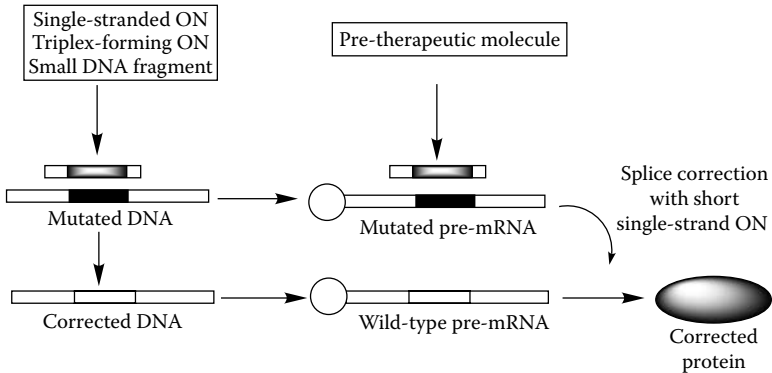 Single-stranded ON
Triplex-forming ON
Small DNA fragment
Pre-therapeutic molecule
Mutated DNA
Mutated pre-mRNA
Splice correction
with short
single-strand ON
Corrected DNA
Wild-type pre-mRNA
Corrected
protein